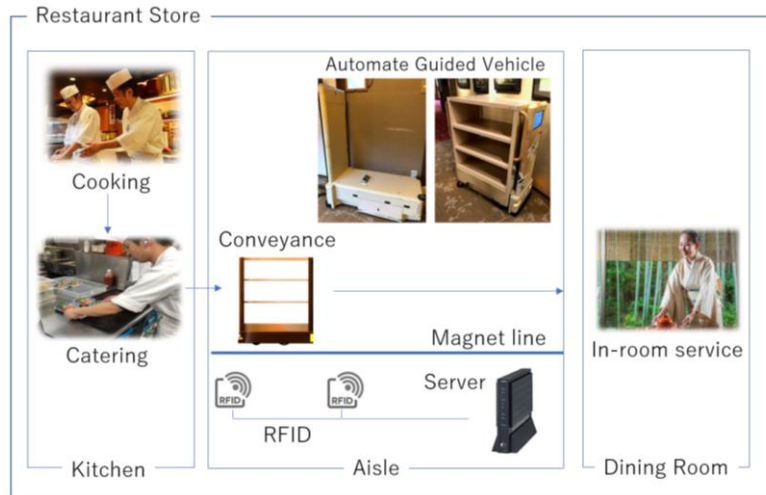 Restaurant Store
Automate Guided Vehicle
Cooking
Conveyance
Catering
Magnet line
In-room service
Server
RFID
RFID
RFID
Kitchen
Aisle
Dining Room